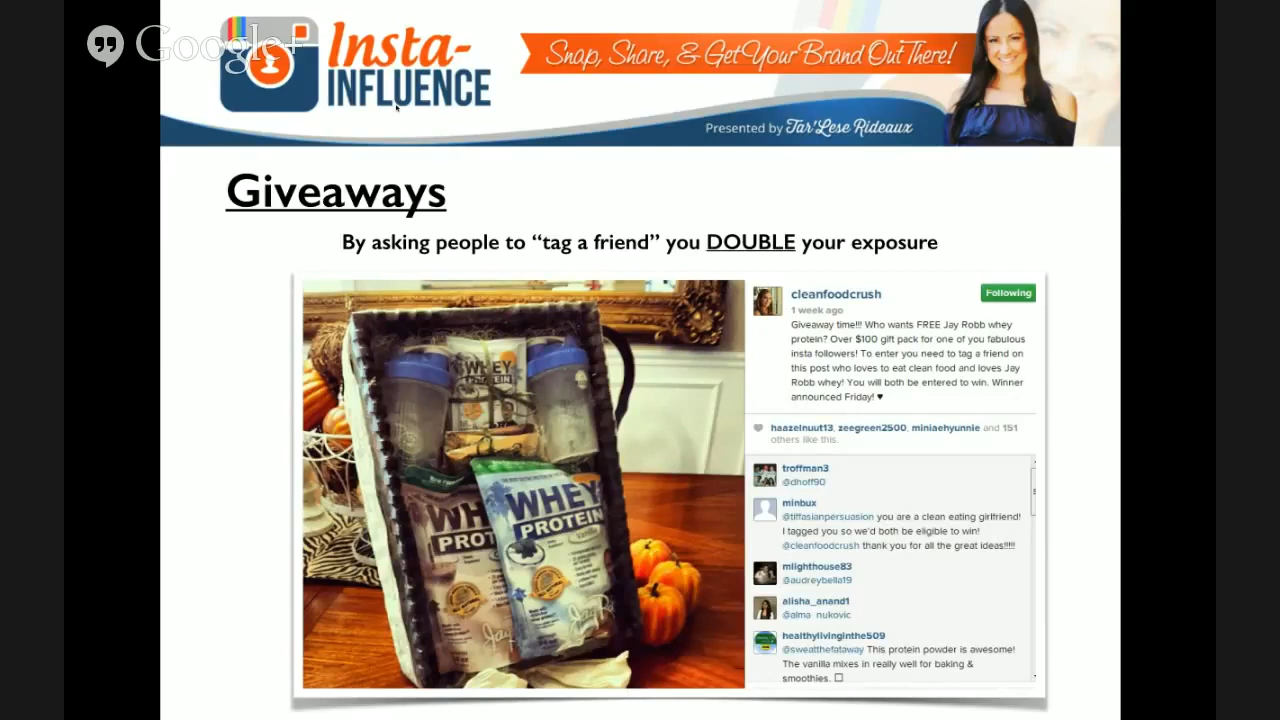 Google+
Insta-
INFLUENCE
Snap, Share, & Get Your Brand Out There!
Presented by Tar'Lese Rideaux
Giveaways
By asking people to “tag a friend” you DOUBLE your exposure
WHEY
PROTEIN
WHEY
PROTEIN
Vanilla
WH
PROT
Jay Ro
Jay
cleanfoodcrush
Following
1 week ago
Giveaway time!!! Who wants FREE Jay Robb whey
protein? Over $100 gift pack for one of you fabulous
insta followers! To enter you need to tag a friend on
this post who loves to eat clean food and loves Jay
Robb whey! You will both be entered to win. Winner
announced Friday! ♥
haazelnuut13, zeegreen2500, miniaehyunnie and 151
others like this.
troffman3
@dhoff90
minbux
@tiffasianpersuasion you are a clean eating girlfriend!
I tagged you so we'd both be eligible to win!
@cleanfoodcrush thank you for all the great ideas!!!!!
mlighthouse83
@audreybella19
alisha_anand1
@alma_nukovic
healthylivinginthe509
@sweatthefataway This protein powder is awesome!
The vanilla mixes in really well for baking &
smoothies.